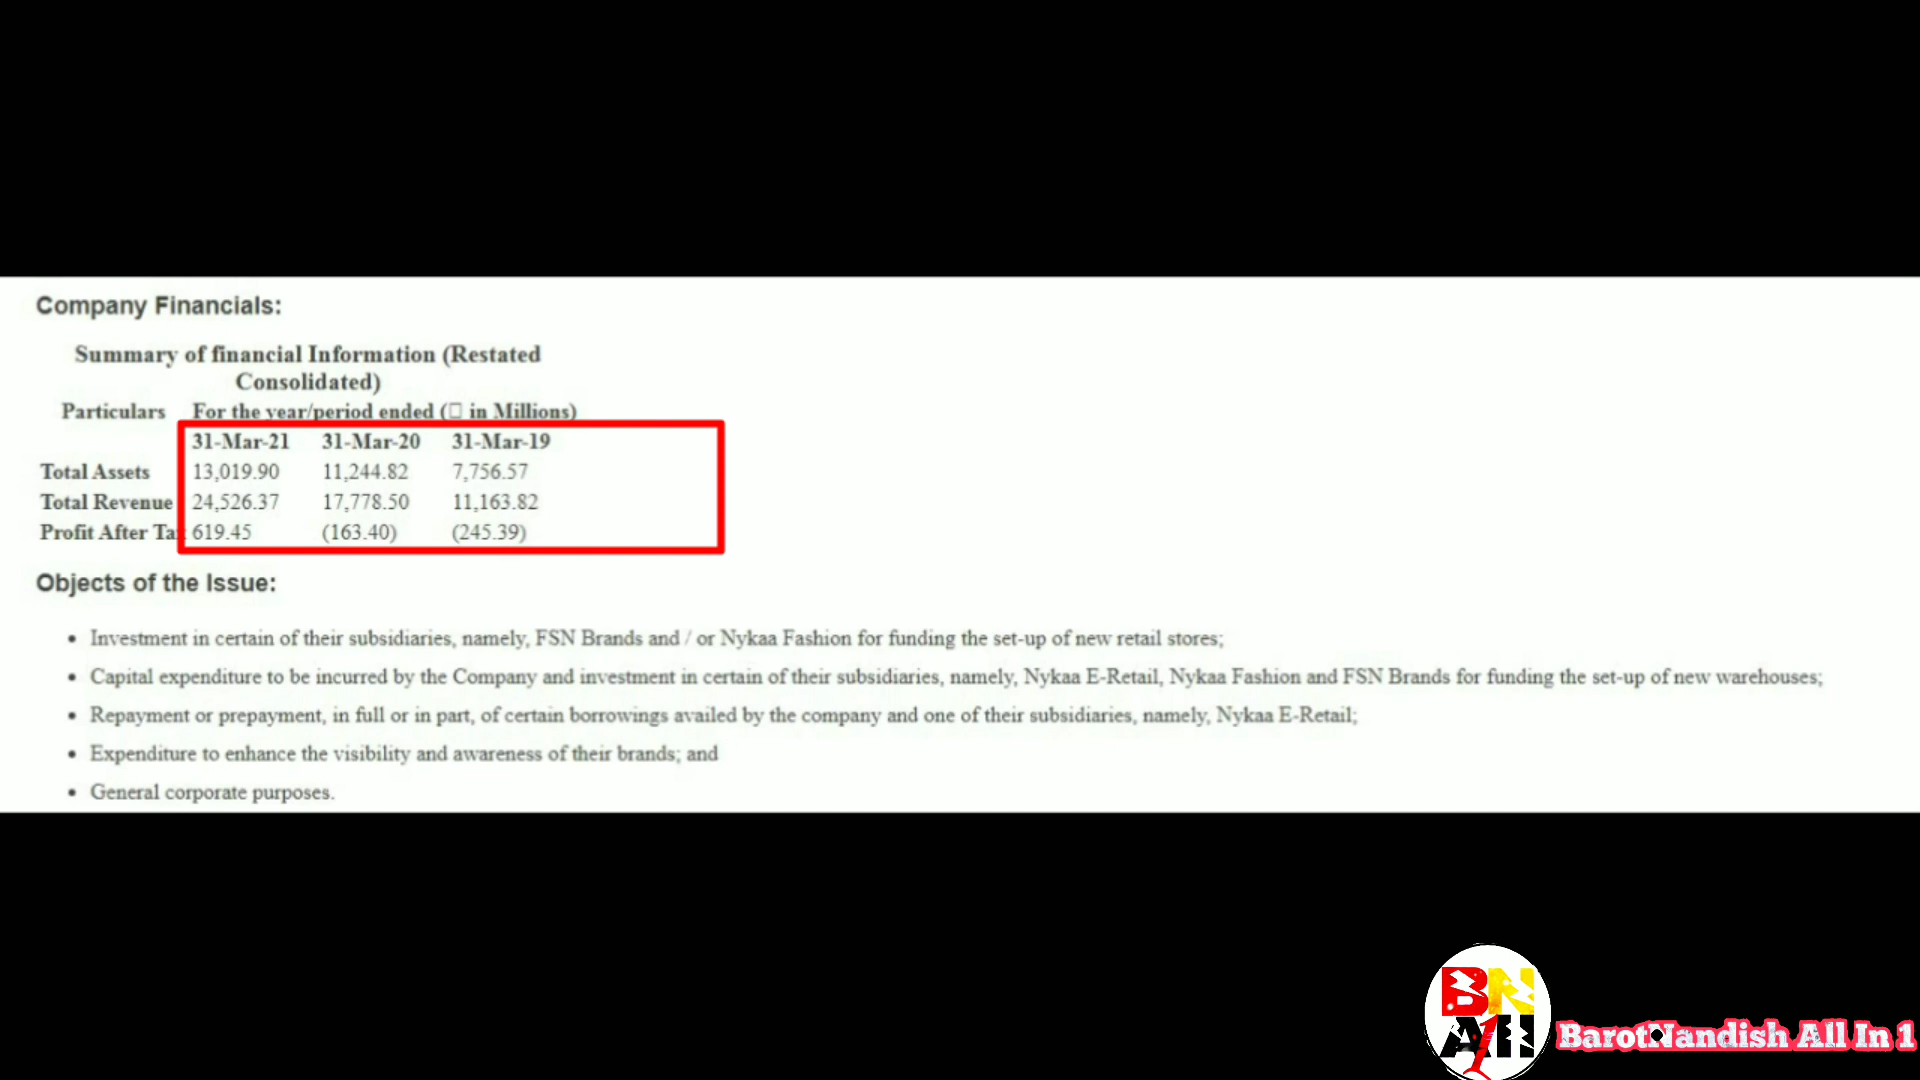 Company Financials:
Summary of financial Information (Restated
Consolidated)
Particulars For the year/period ended (□ in Millions)
31-Mar-21 31-Mar-20 31-Mar-19
Total Assets 13,019.90 11,244.82 7,756.57
Total Revenue 24,526.37 17,778.50 11,163.82
Profit After Ta 619.45 (163.40) (245.39)
Objects of the Issue:
• Investment in certain of their subsidiaries, namely, FSN Brands and / or Nykaa Fashion for funding the set-up of new retail stores;
• Capital expenditure to be incurred by the Company and investment in certain of their subsidiaries, namely, Nykaa E-Retail, Nykaa Fashion and FSN Brands for funding the set-up of new warehouses;
• Repayment or prepayment, in full or in part, of certain borrowings availed by the company and one of their subsidiaries, namely, Nykaa E-Retail;
• Expenditure to enhance the visibility and awareness of their brands; and
• General corporate purposes.
BN
A1
BarotNandish All In 1